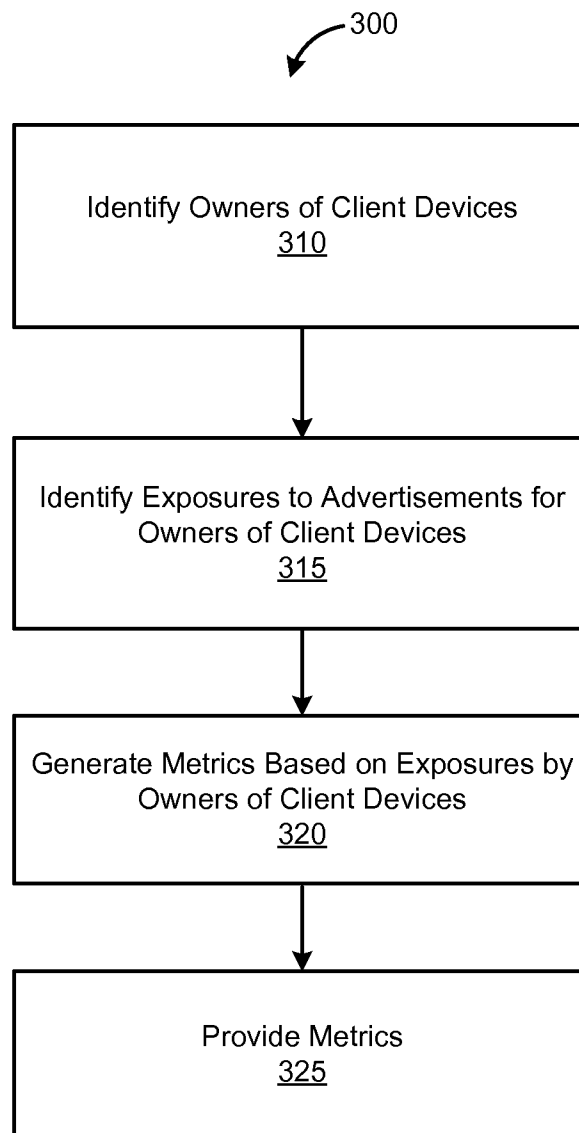 300
Identify Owners of Client Devices
310
Identify Exposures to Advertisements for
Owners of Client Devices
315
Generate Metrics Based on Exposures by
Owners of Client Devices
320
Provide Metrics
325